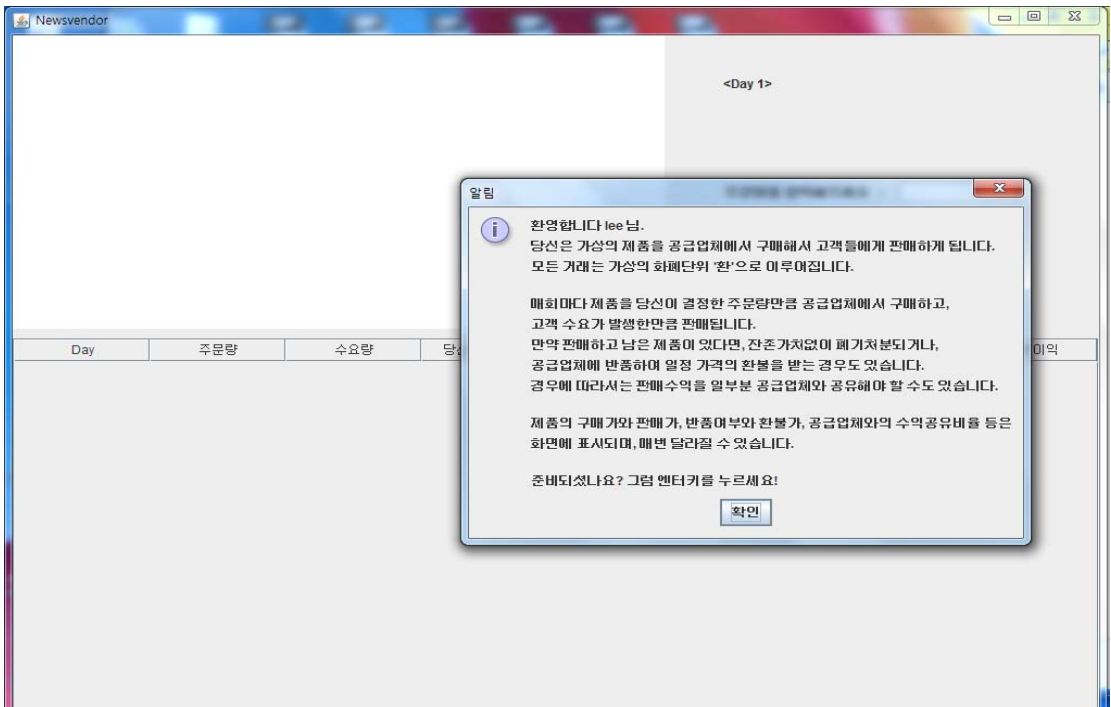 Newsvendor
<Day 1>
알림
환영합니다 lee 님.
당신은 가상의 제품을 공급업체에서 구매해서 고객들에게 판매하게 됩니다.
모든 거래는 가상의 화폐단위 '환'으로 이루어집니다.
매회마다 제품을 당신이 결정한 주문량만큼 공급업체에서 구매하고,
고객 수요가 발생한만큼 판매됩니다.
만약 판매하고 남은 제품이 있다면, 잔존가치없이 폐기처분되거나,
공급업체에 반품하여 일정 가격의 환불을 받는 경우도 있습니다.
경우에 따라서는 판매수익을 일부분 공급업체와 공유해야 할 수도 있습니다.
제품의 구매가와 판매가, 반품여부와 환불가, 공급업체와의 수익공유비율 등은
화면에 표시되며, 매번 달라질 수 있습니다.
준비되셨나요? 그럼 엔터키를 누르세요!
확인
Day 주문량 수요량 이익